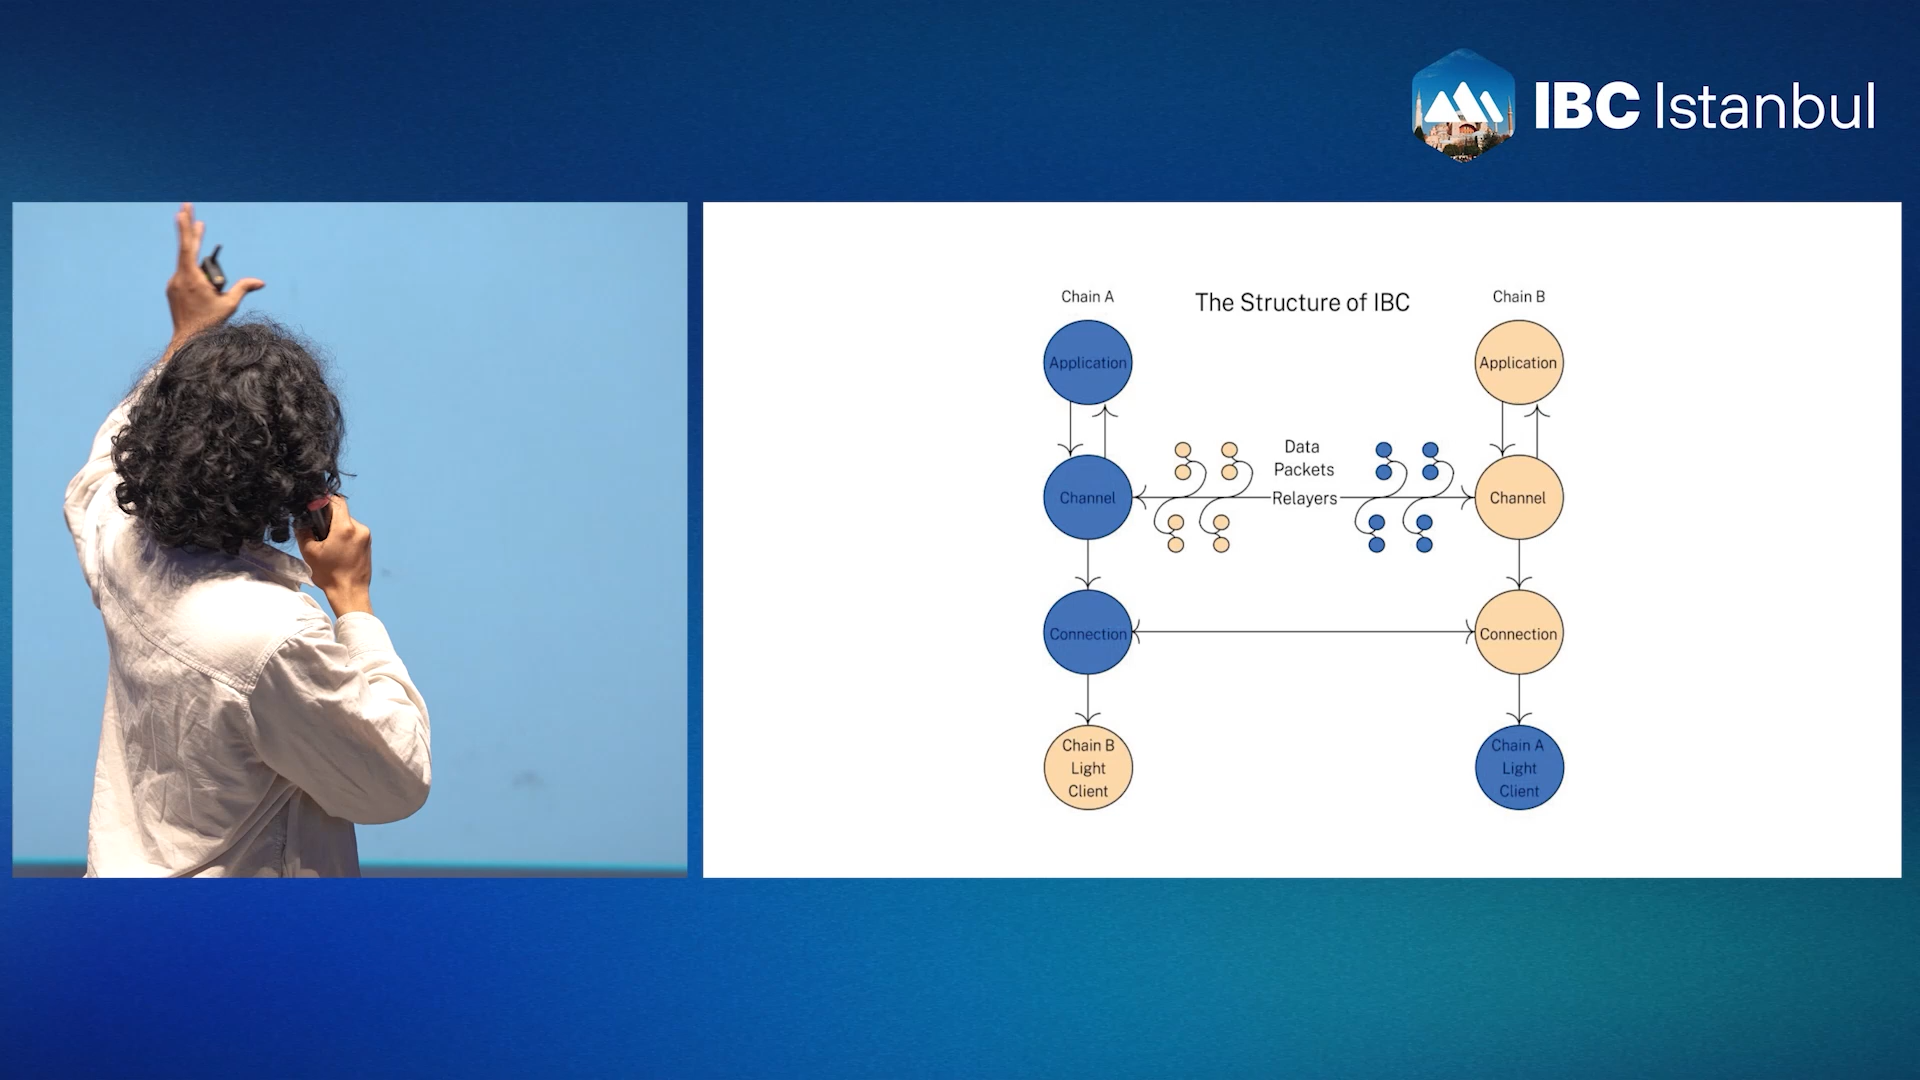 IBC Istanbul
The Structure of IBC
Chain A
Application
Channel
Connection
Chain B
Light
Client
Data
Packets
Relayers
Chain B
Application
Channel
Connection
Chain A
Light
Client